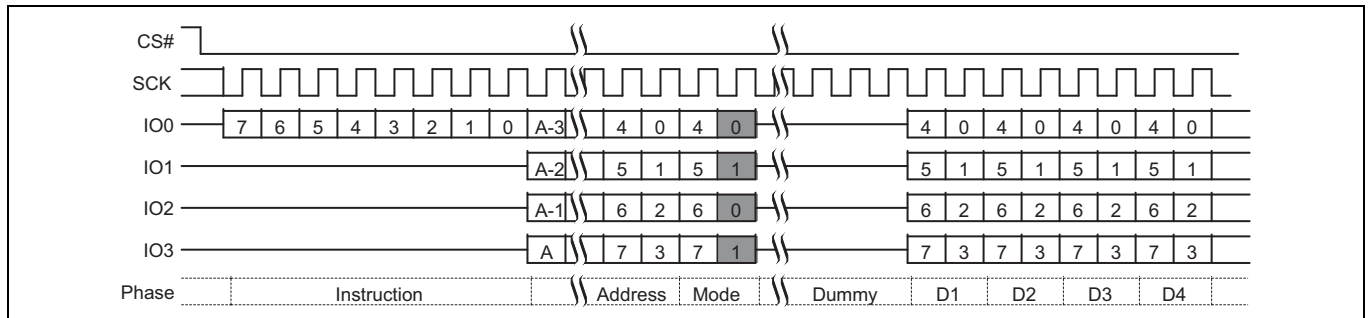 CS#
SCK
IO0 7 6 5 4 3 2 1 0 A-3 4 0 4 0 4 0 4 0 4 0 4 0
IO1 A-2 5 1 5 1 5 1 5 1 5 1 5 1
IO2 A-1 6 2 6 0 6 2 6 2 6 2 6 2
IO3 A 7 3 7 1 7 3 7 3 7 3 7 3
Phase Instruction Address Mode Dummy D1 D2 D3 D4